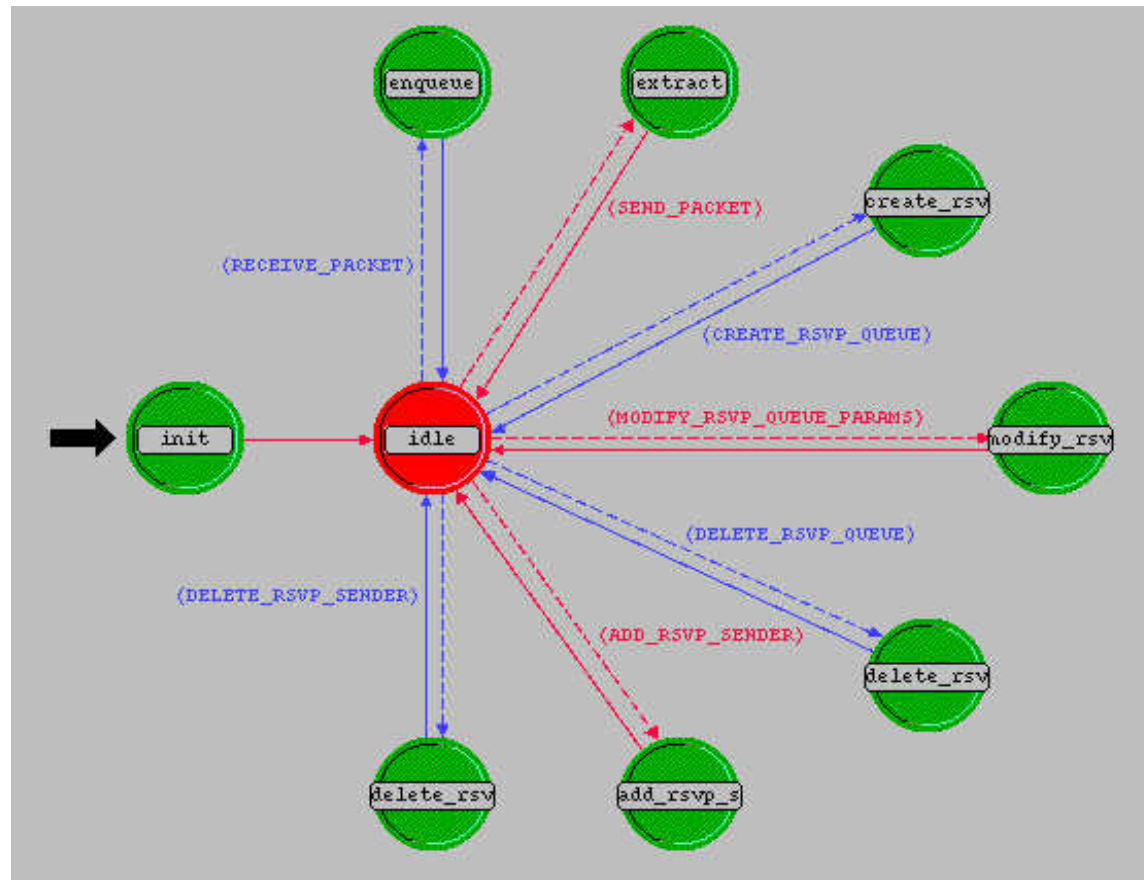 enqueue
extract
create_rsv
(SEND_PACKET)
(RECEIVE_PACKET)
(CREATE_RSVP_QUEUE)
(MODIFY_RSVP_QUEUE_PARAMS)
init
idle
modify_rsv
(DELETE_RSVP_QUEUE)
(DELETE_RSVP_SENDER)
(ADD_RSVP_SENDER)
delete_rsv
delete_rsv
add_rsvp_s